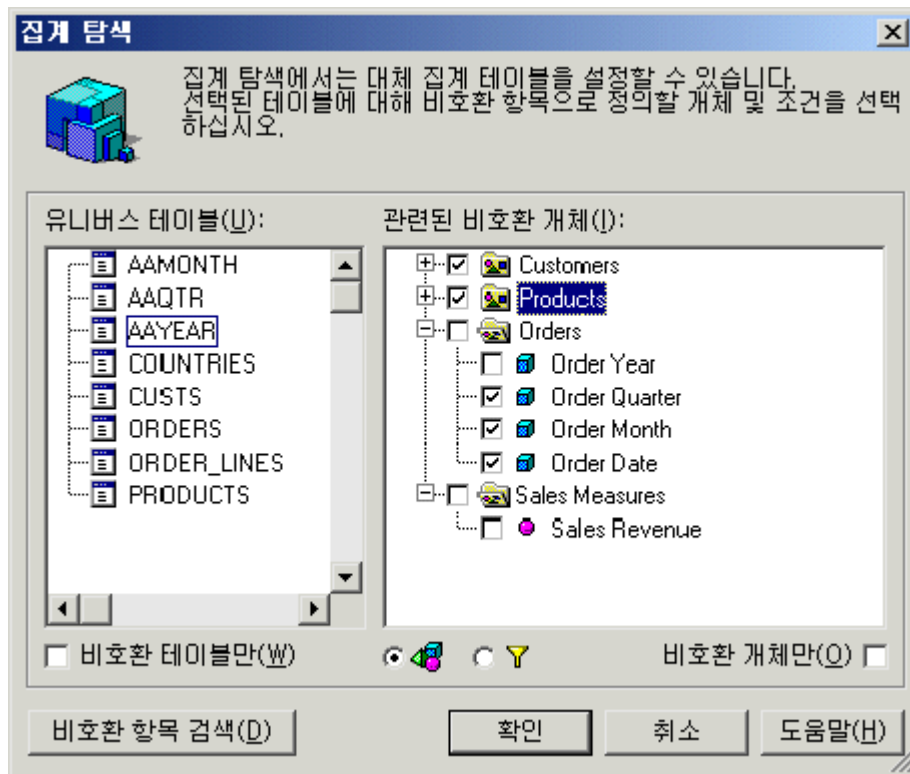 집계 탐색
집계 탐색에서는 대체 집계 테이블을 설정할 수 있습니다.
선택된 테이블에 대해 비호환 항목으로 정의할 개체 및 조건을 선택
하십시오.
유니버스 테이블(U):
AAMONTH
AAQTR
AAYEAR
COUNTRIES
CUSTS
ORDERS
ORDER_LINES
PRODUCTS
관련된 비호환 개체(I):
Customers
Products
Orders
Order Year
Order Quarter
Order Month
Order Date
Sales Measures
Sales Revenue
비호환 테이블만(W)
비호환 개체만(O)
비호환 항목 검색(D)
확인
취소
도움말(H)